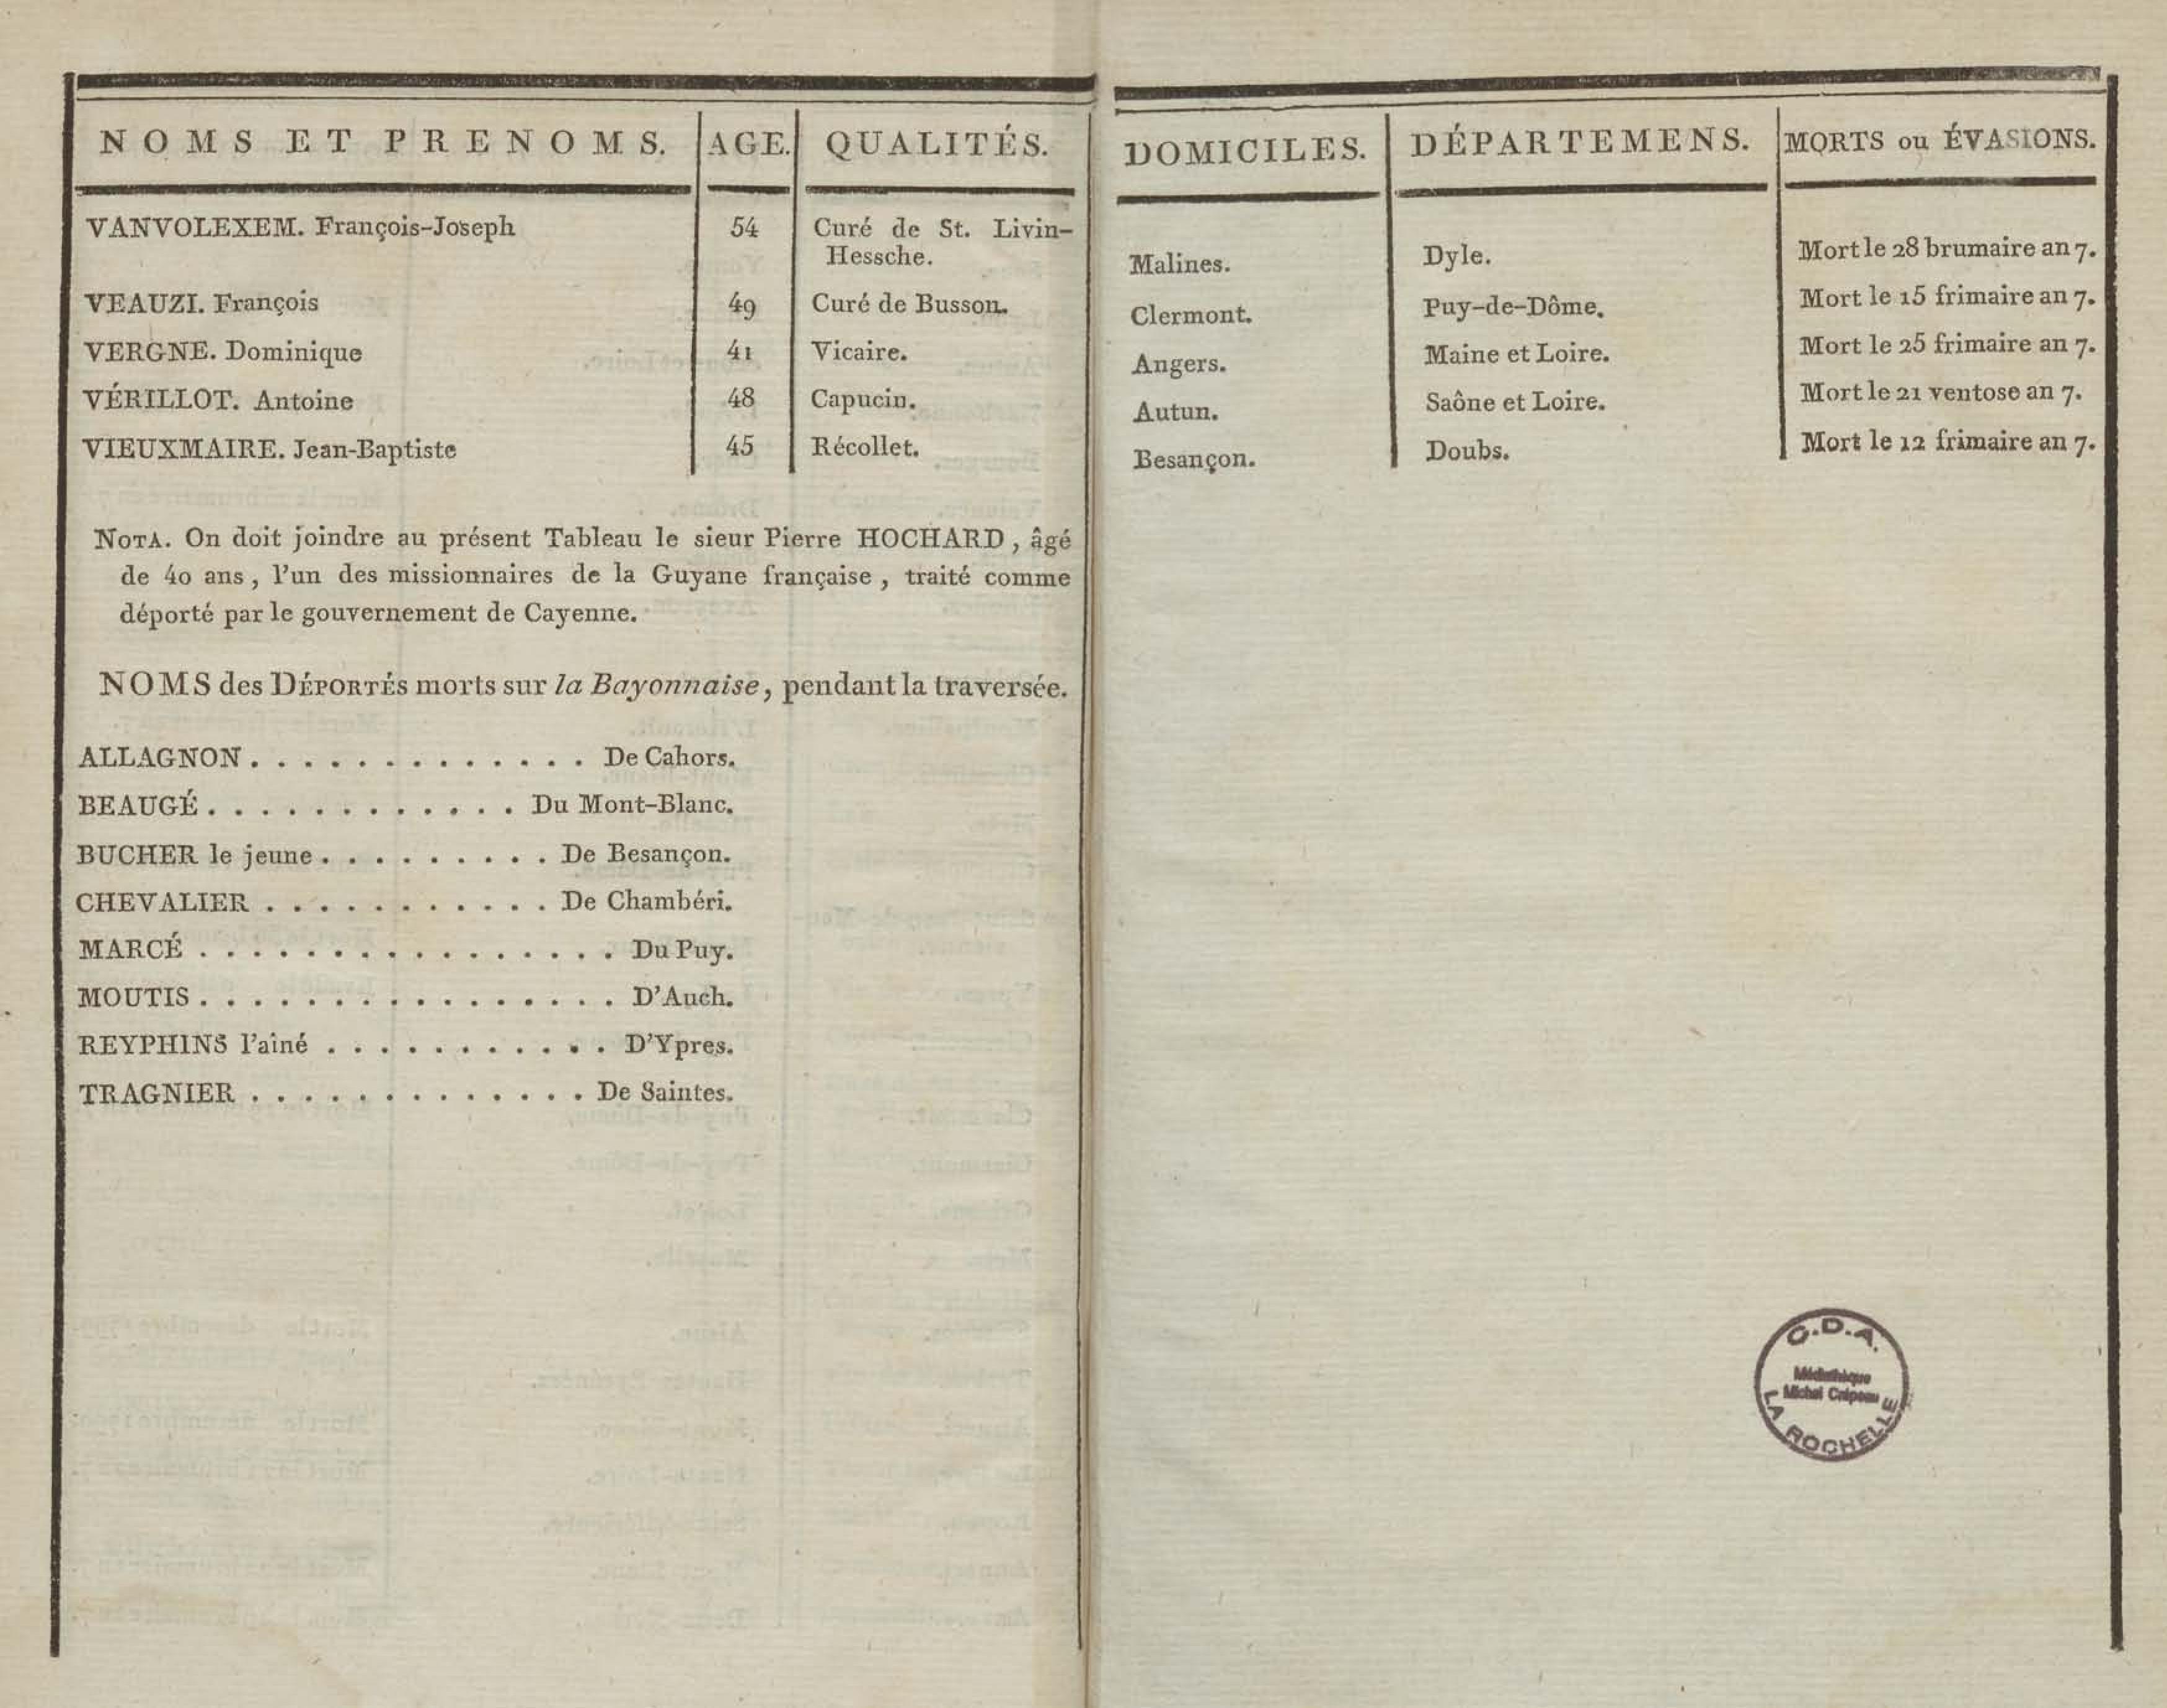 NOMS ET PRENOMS. AGE. QUALITÉS. DOMICILES. DÉPARTEMENS. MORTS ou ÉVASIONS.
VANVOLEXEM. François-Joseph 54 Curé de St. Livin-
Hessche. Malines. Dyle. Mort le 28 brumaire an 7.
VEAUZI. François 49 Curé de Busson. Clermont. Puy-de-Dôme. Mort le 15 frimaire an 7.
VERGNE. Dominique 41 Vicaire. Angers. Maine et Loire. Mort le 25 frimaire an 7.
VÉRILLOT. Antoine 48 Capucin. Autun. Saône et Loire. Mort le 21 ventose an 7.
VIEUXMAIRE. Jean-Baptiste 45 Récollet. Besançon. Doubs. Mort le 12 frimaire an 7.
NOTA. On doit joindre au présent Tableau le sieur Pierre HOCHARD, âgé
de 40 ans, l'un des missionnaires de la Guyane française, traité comme
déporté par le gouvernement de Cayenne.
NOMS des DÉPORTÉS morts sur la Bayonnaise, pendant la traversée.
ALLAGNON . . . . . . . . . . . . . De Cahors.
BEAUGÉ . . . . . . . . . . . . Du Mont-Blanc.
BUCHER le jeune . . . . . . . . . De Besançon.
CHEVALIER . . . . . . . . . . . De Chambéri.
MARCÉ . . . . . . . . . . . . . . . . Du Puy.
MOUTIS . . . . . . . . . . . . . . . . D'Auch.
REYPHINS l'aîné . . . . . . . . . . . D'Ypres.
TRAGNIER . . . . . . . . . . . . . De Saintes.
C.D.A.
Médiathèque
Michel Crépeau
LA ROCHELLE